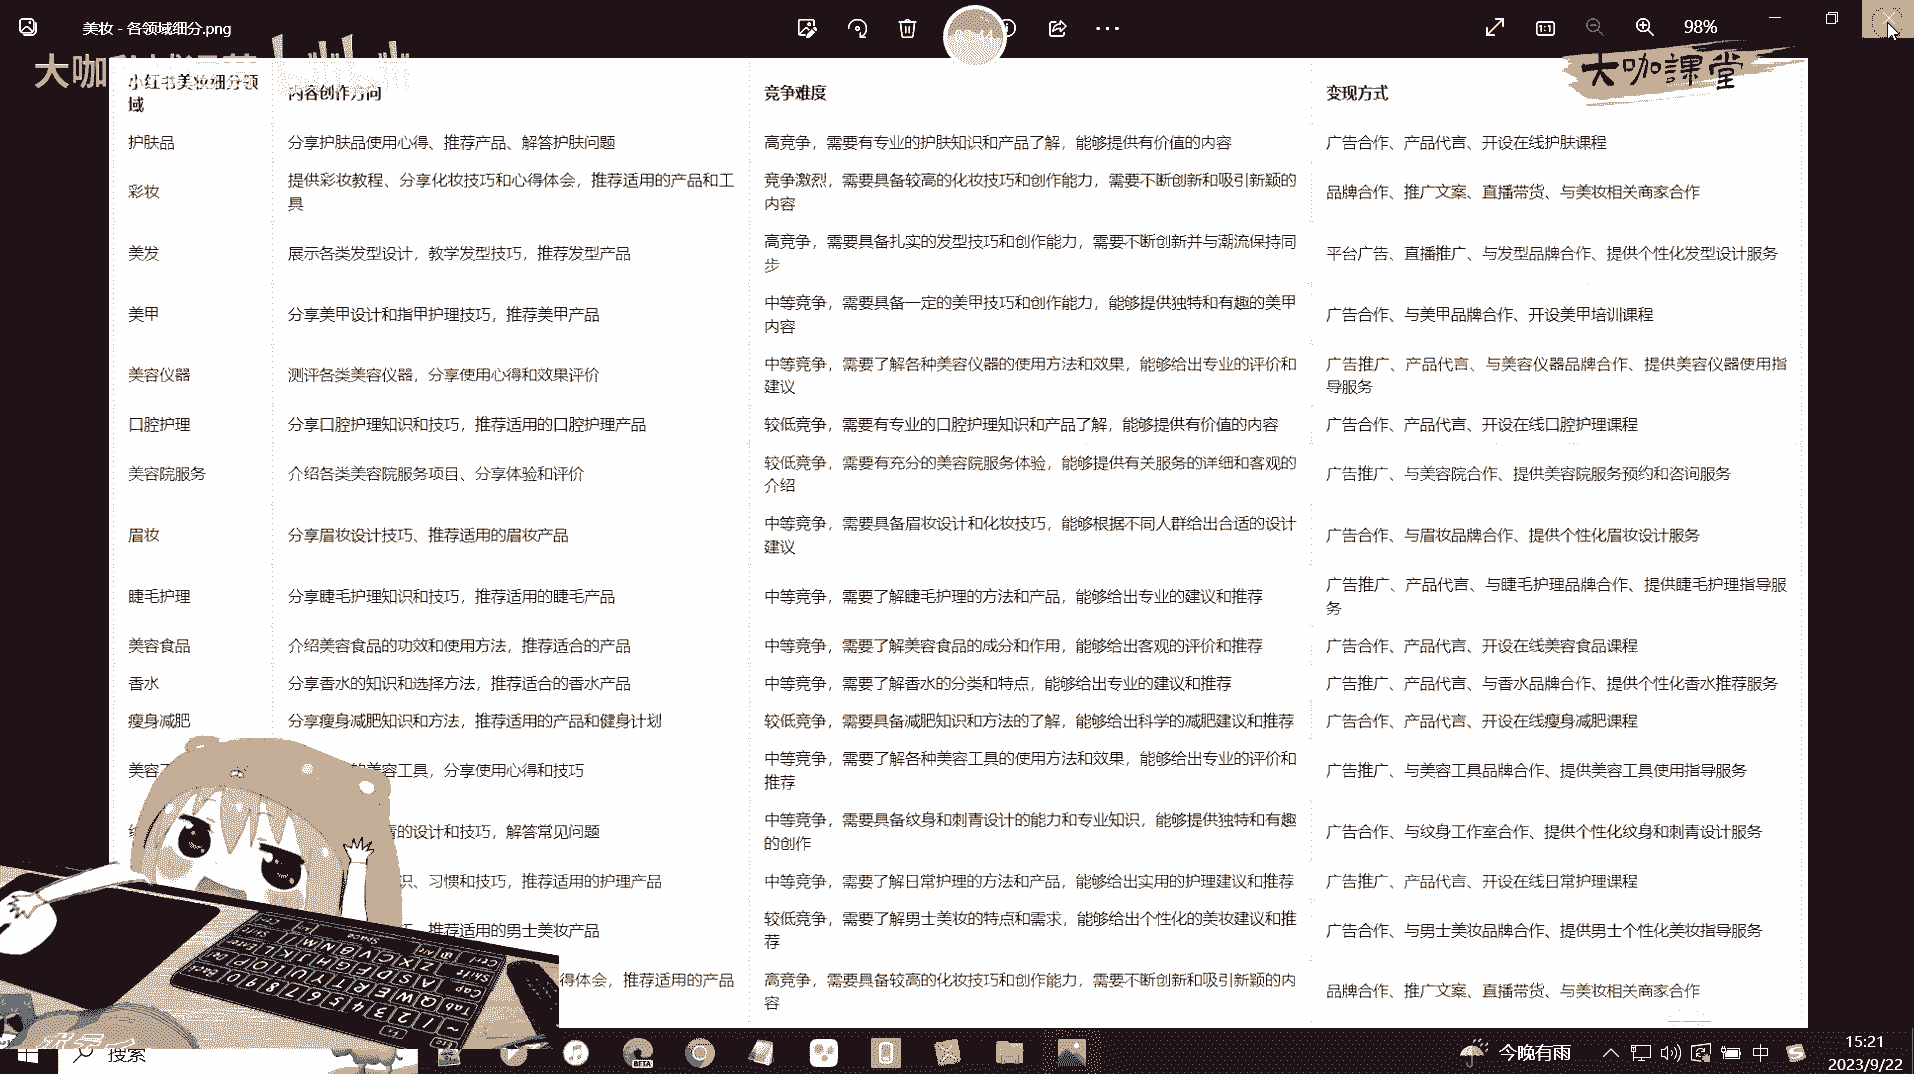 美妆 - 各领域细分.png
98%
大咖
大咖課堂
小红书美妆细分领
域
内容创作方向
竞争难度
变现方式
护肤品
分享护肤品使用心得、推荐产品、解答护肤问题
高竞争，需要有专业的护肤知识和产品了解，能够提供有价值的内容
广告合作、产品代言、开设在线护肤课程
彩妆
提供彩妆教程、分享化妆技巧和心得体会，推荐适用的产品和工
具
竞争激烈，需要具备较高的化妆技巧和创作能力，需要不断创新和吸引新颖的
内容
品牌合作、推广文案、直播带货、与美妆相关商家合作
美发
展示各类发型设计，教学发型技巧，推荐发型产品
高竞争，需要具备扎实的发型技巧和创作能力，需要不断创新并与潮流保持同
步
平台广告、直播推广、与发型品牌合作、提供个性化发型设计服务
美甲
分享美甲设计和指甲护理技巧，推荐美甲产品
中等竞争，需要具备一定的美甲技巧和创作能力，能够提供独特和有趣的美甲
内容
广告合作、与美甲品牌合作、开设美甲培训课程
美容仪器
测评各类美容仪器，分享使用心得和效果评价
中等竞争，需要了解各种美容仪器的使用方法和效果，能够给出专业的评价和
建议
广告推广、产品代言、与美容仪器品牌合作、提供美容仪器使用指
导服务
口腔护理
分享口腔护理知识和技巧，推荐适用的口腔护理产品
较低竞争，需要有专业的口腔护理知识和产品了解，能够提供有价值的内容
广告合作、产品代言、开设在线口腔护理课程
美容院服务
介绍各类美容院服务项目、分享体验和评价
较低竞争，需要有充分的美容院服务体验，能够提供有关服务的详细和客观的
介绍
广告推广、与美容院合作、提供美容院服务预约和咨询服务
眉妆
分享眉妆设计技巧、推荐适用的眉妆产品
中等竞争，需要具备眉妆设计和化妆技巧，能够根据不同人群给出合适的设计
建议
广告合作、与眉妆品牌合作、提供个性化眉妆设计服务
睫毛护理
分享睫毛护理知识和技巧，推荐适用的睫毛产品
中等竞争，需要了解睫毛护理的方法和产品，能够给出专业的建议和推荐
广告推广、产品代言、与睫毛护理品牌合作、提供睫毛护理指导服
务
美容食品
介绍美容食品的功效和使用方法，推荐适合的产品
中等竞争，需要了解美容食品的成分和作用，能够给出客观的评价和推荐
广告合作、产品代言、开设在线美容食品课程
香水
分享香水的知识和选择方法，推荐适合的香水产品
中等竞争，需要了解香水的分类和特点，能够给出专业的建议和推荐
广告推广、产品代言、与香水品牌合作、提供个性化香水推荐服务
瘦身减肥
分享瘦身减肥知识和方法，推荐适用的产品和健身计划
较低竞争，需要具备减肥知识和方法的了解，能够给出科学的减肥建议和推荐
广告合作、产品代言、开设在线瘦身减肥课程
美容
美容工具，分享使用心得和技巧
中等竞争，需要了解各种美容工具的使用方法和效果，能够给出专业的评价和
推荐
广告推广、与美容工具品牌合作、提供美容工具使用指导服务
的设计和技巧，解答常见问题
中等竞争，需要具备纹身和刺青设计的能力和专业知识，能够提供独特和有趣
的创作
广告合作、与纹身工作室合作、提供个性化纹身和刺青设计服务
、习惯和技巧，推荐适用的护理产品
中等竞争，需要了解日常护理的方法和产品，能够给出实用的护理建议和推荐
广告推广、产品代言、开设在线日常护理课程
推荐适用的男士美妆产品
较低竞争，需要了解男士美妆的特点和需求，能够给出个性化的美妆建议和推
荐
广告合作、与男士美妆品牌合作、提供男士个性化美妆指导服务
得体会，推荐适用的产品
高竞争，需要具备较高的化妆技巧和创作能力，需要不断创新和吸引新颖的内
容
品牌合作、推广文案、直播带货、与美妆相关商家合作
搜索
BETA
今晚有雨
中
15:21
2023/9/22